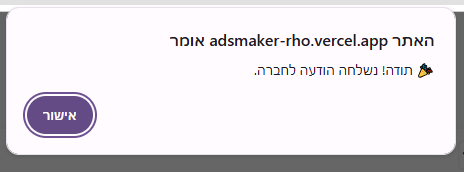 האתר adsmaker-rho.vercel.app אומר
🎉 תודה! נשלחה הודעה לחברה.
אישור